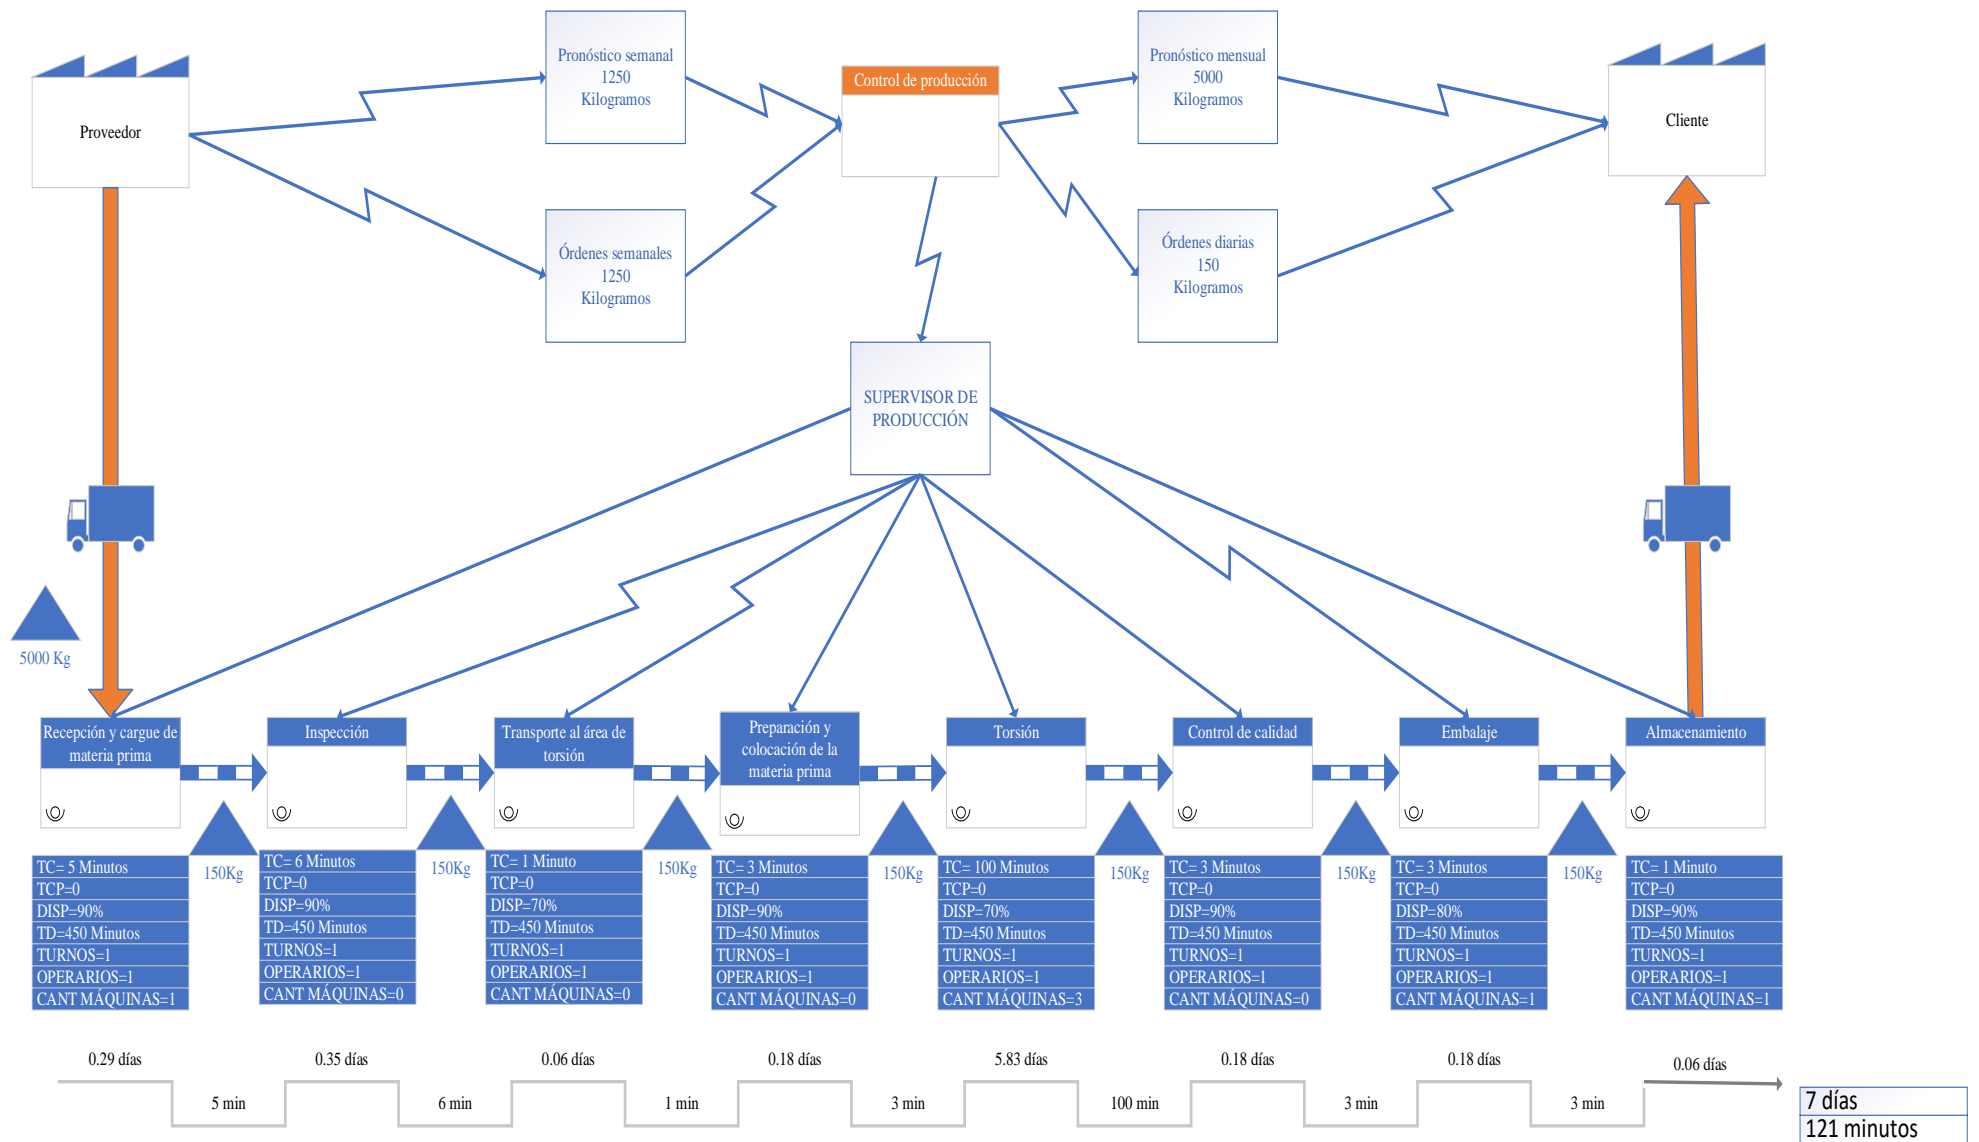 Proveedor
Pronóstico semanal
1250
Kilogramos
Órdenes semanales
1250
Kilogramos
Control de producción
Pronóstico mensual
5000
Kilogramos
Órdenes diarias
150
Kilogramos
Cliente
SUPERVISOR DE
PRODUCCIÓN
5000 Kg
Recepción y cargue de
materia prima
Inspección
Transporte al área de
torsión
Preparación y
colocación de la
materia prima
Torsión
Control de calidad
Embalaje
Almacenamiento
TC= 5 Minutos
TCP=0
DISP=90%
TD=450 Minutos
TURNOS=1
OPERARIOS=1
CANT MÁQUINAS=1
150Kg
TC= 6 Minutos
TCP=0
DISP=90%
TD=450 Minutos
TURNOS=1
OPERARIOS=1
CANT MÁQUINAS=0
150Kg
TC= 1 Minuto
TCP=0
DISP=70%
TD=450 Minutos
TURNOS=1
OPERARIOS=1
CANT MÁQUINAS=0
150Kg
TC= 3 Minutos
TCP=0
DISP=90%
TD=450 Minutos
TURNOS=1
OPERARIOS=1
CANT MÁQUINAS=0
150Kg
TC= 100 Minutos
TCP=0
DISP=70%
TD=450 Minutos
TURNOS=1
OPERARIOS=1
CANT MÁQUINAS=3
150Kg
TC= 3 Minutos
TCP=0
DISP=90%
TD=450 Minutos
TURNOS=1
OPERARIOS=1
CANT MÁQUINAS=0
150Kg
TC= 3 Minutos
TCP=0
DISP=80%
TD=450 Minutos
TURNOS=1
OPERARIOS=1
CANT MÁQUINAS=1
150Kg
TC= 1 Minuto
TCP=0
DISP=90%
TD=450 Minutos
TURNOS=1
OPERARIOS=1
CANT MÁQUINAS=1
0.29 días
5 min
0.35 días
6 min
0.06 días
1 min
0.18 días
3 min
5.83 días
100 min
0.18 días
3 min
0.18 días
3 min
0.06 días
7 días
121 minutos